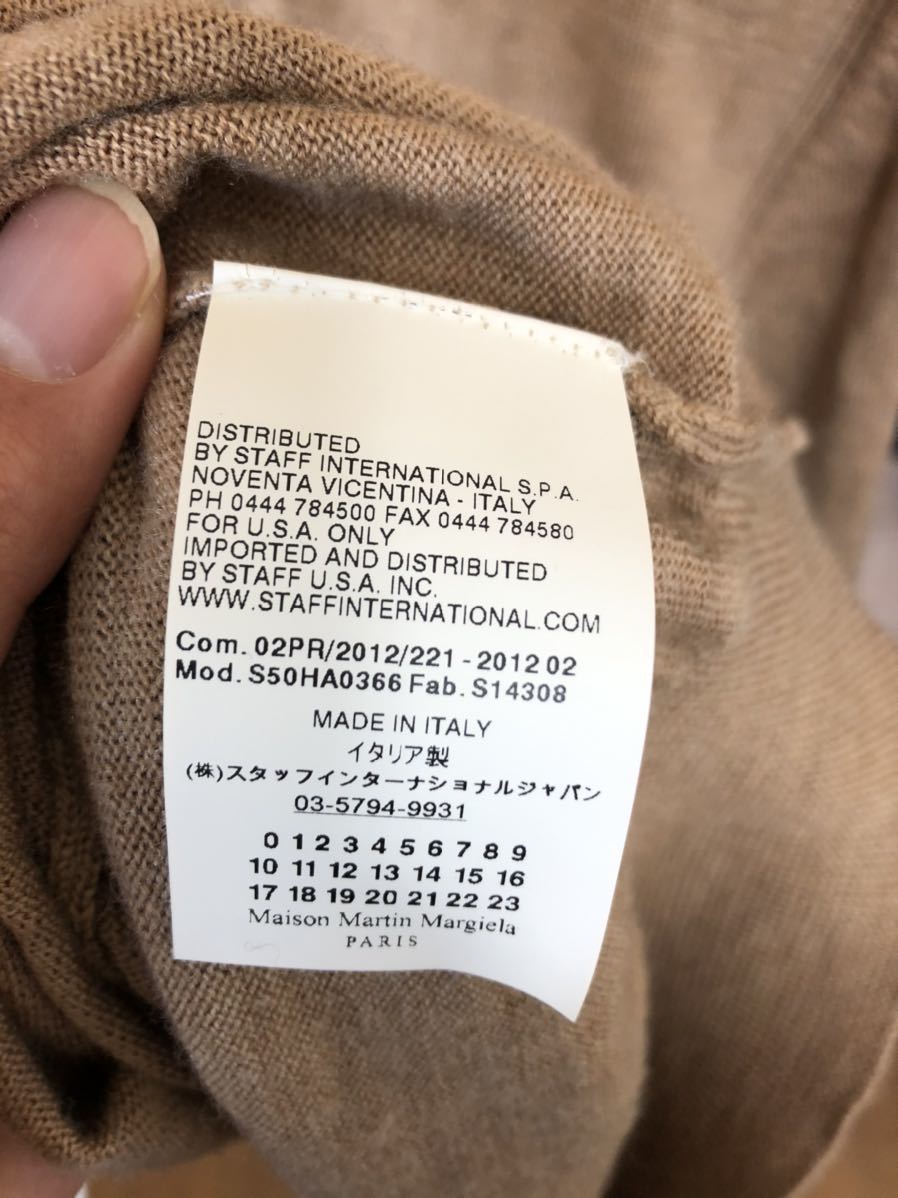 DISTRIBUTED
BY STAFF INTERNATIONAL S.P.A.
NOVENTA VICENTINA - ITALY
PH 0444 784500 FAX 0444 784580
FOR U.S.A. ONLY
IMPORTED AND DISTRIBUTED
BY STAFF U.S.A. INC.
WWW.STAFFINTERNATIONAL.COM
Com. 02PR/2012/221 - 2012 02
Mod. S50HA0366 Fab. S14308
MADE IN ITALY
イタリア製
(株)スタッフインターナショナルジャパン
03-5794-9931
0 1 2 3 4 5 6 7 8 9
10 11 12 13 14 15 16
17 18 19 20 21 22 23
Maison Martin Margiela
PARIS